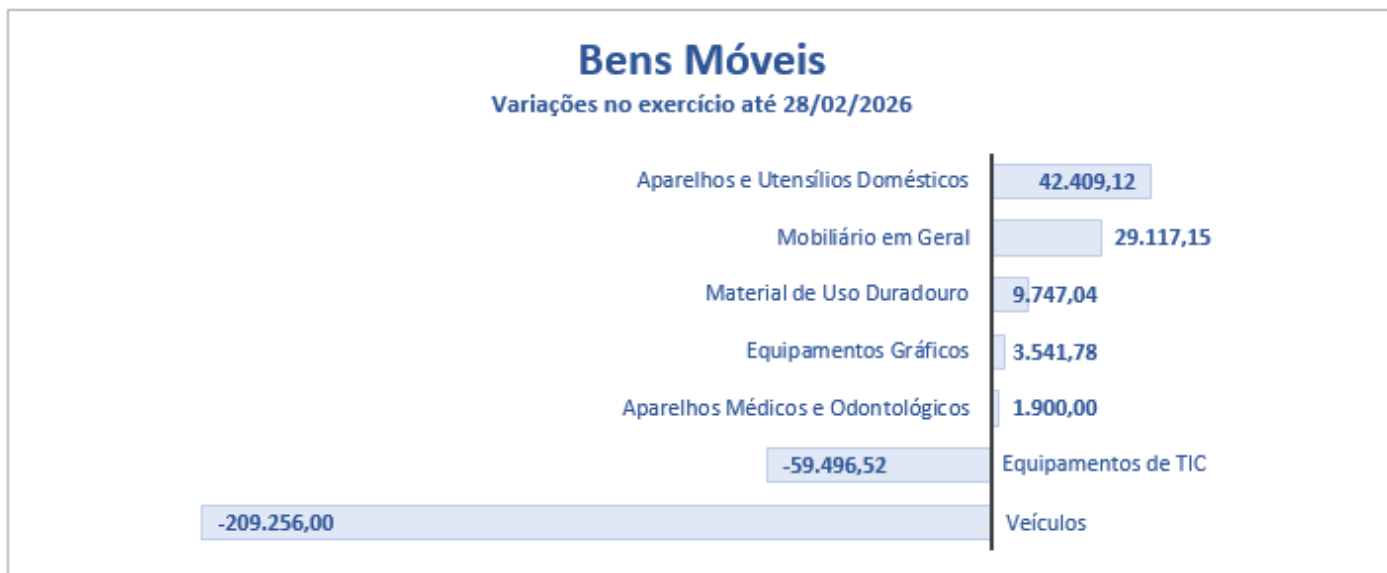 Bens Móveis
Variações no exercício até 28/02/2026
Aparelhos e Utensílios Domésticos 42.409,12
Mobiliário em Geral 29.117,15
Material de Uso Duradouro 9.747,04
Equipamentos Gráficos 3.541,78
Aparelhos Médicos e Odontológicos 1.900,00
-59.496,52 Equipamentos de TIC
-209.256,00 Veículos